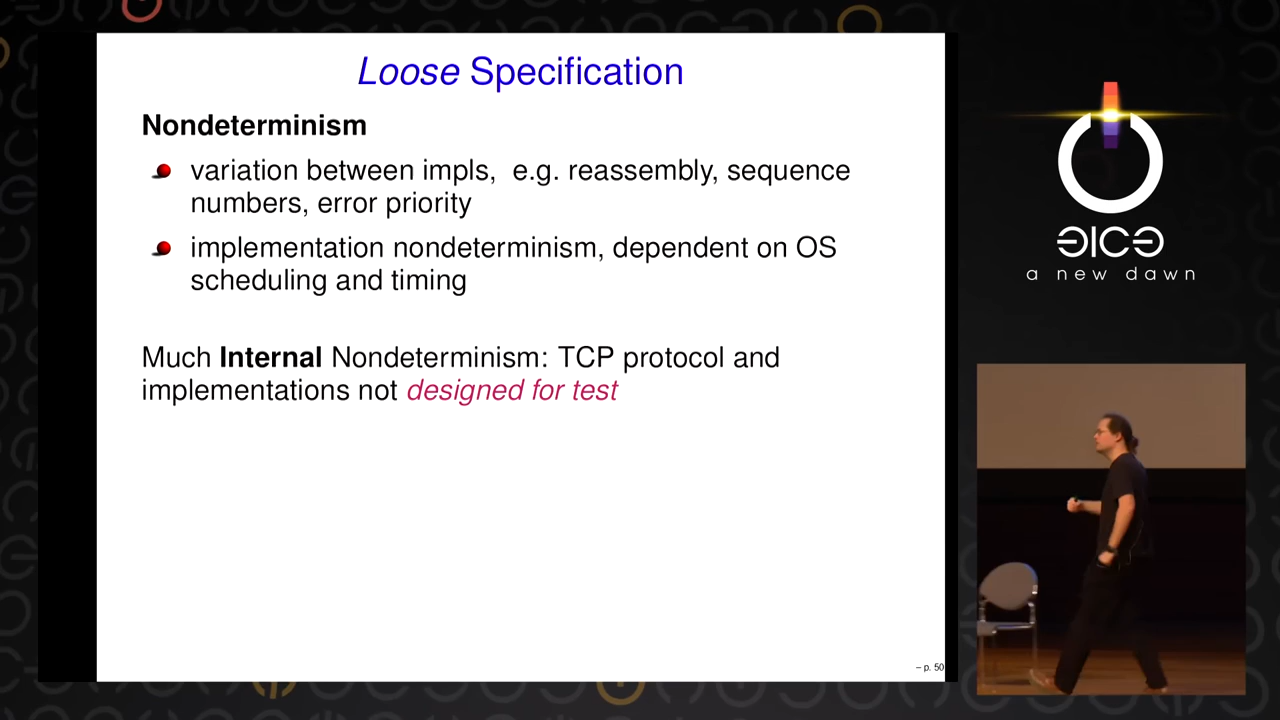 Loose Specification
Nondeterminism
variation between impls, e.g. reassembly, sequence
numbers, error priority
implementation nondeterminism, dependent on OS
scheduling and timing
Much Internal Nondeterminism: TCP protocol and
implementations not designed for test
– p. 50
a new dawn